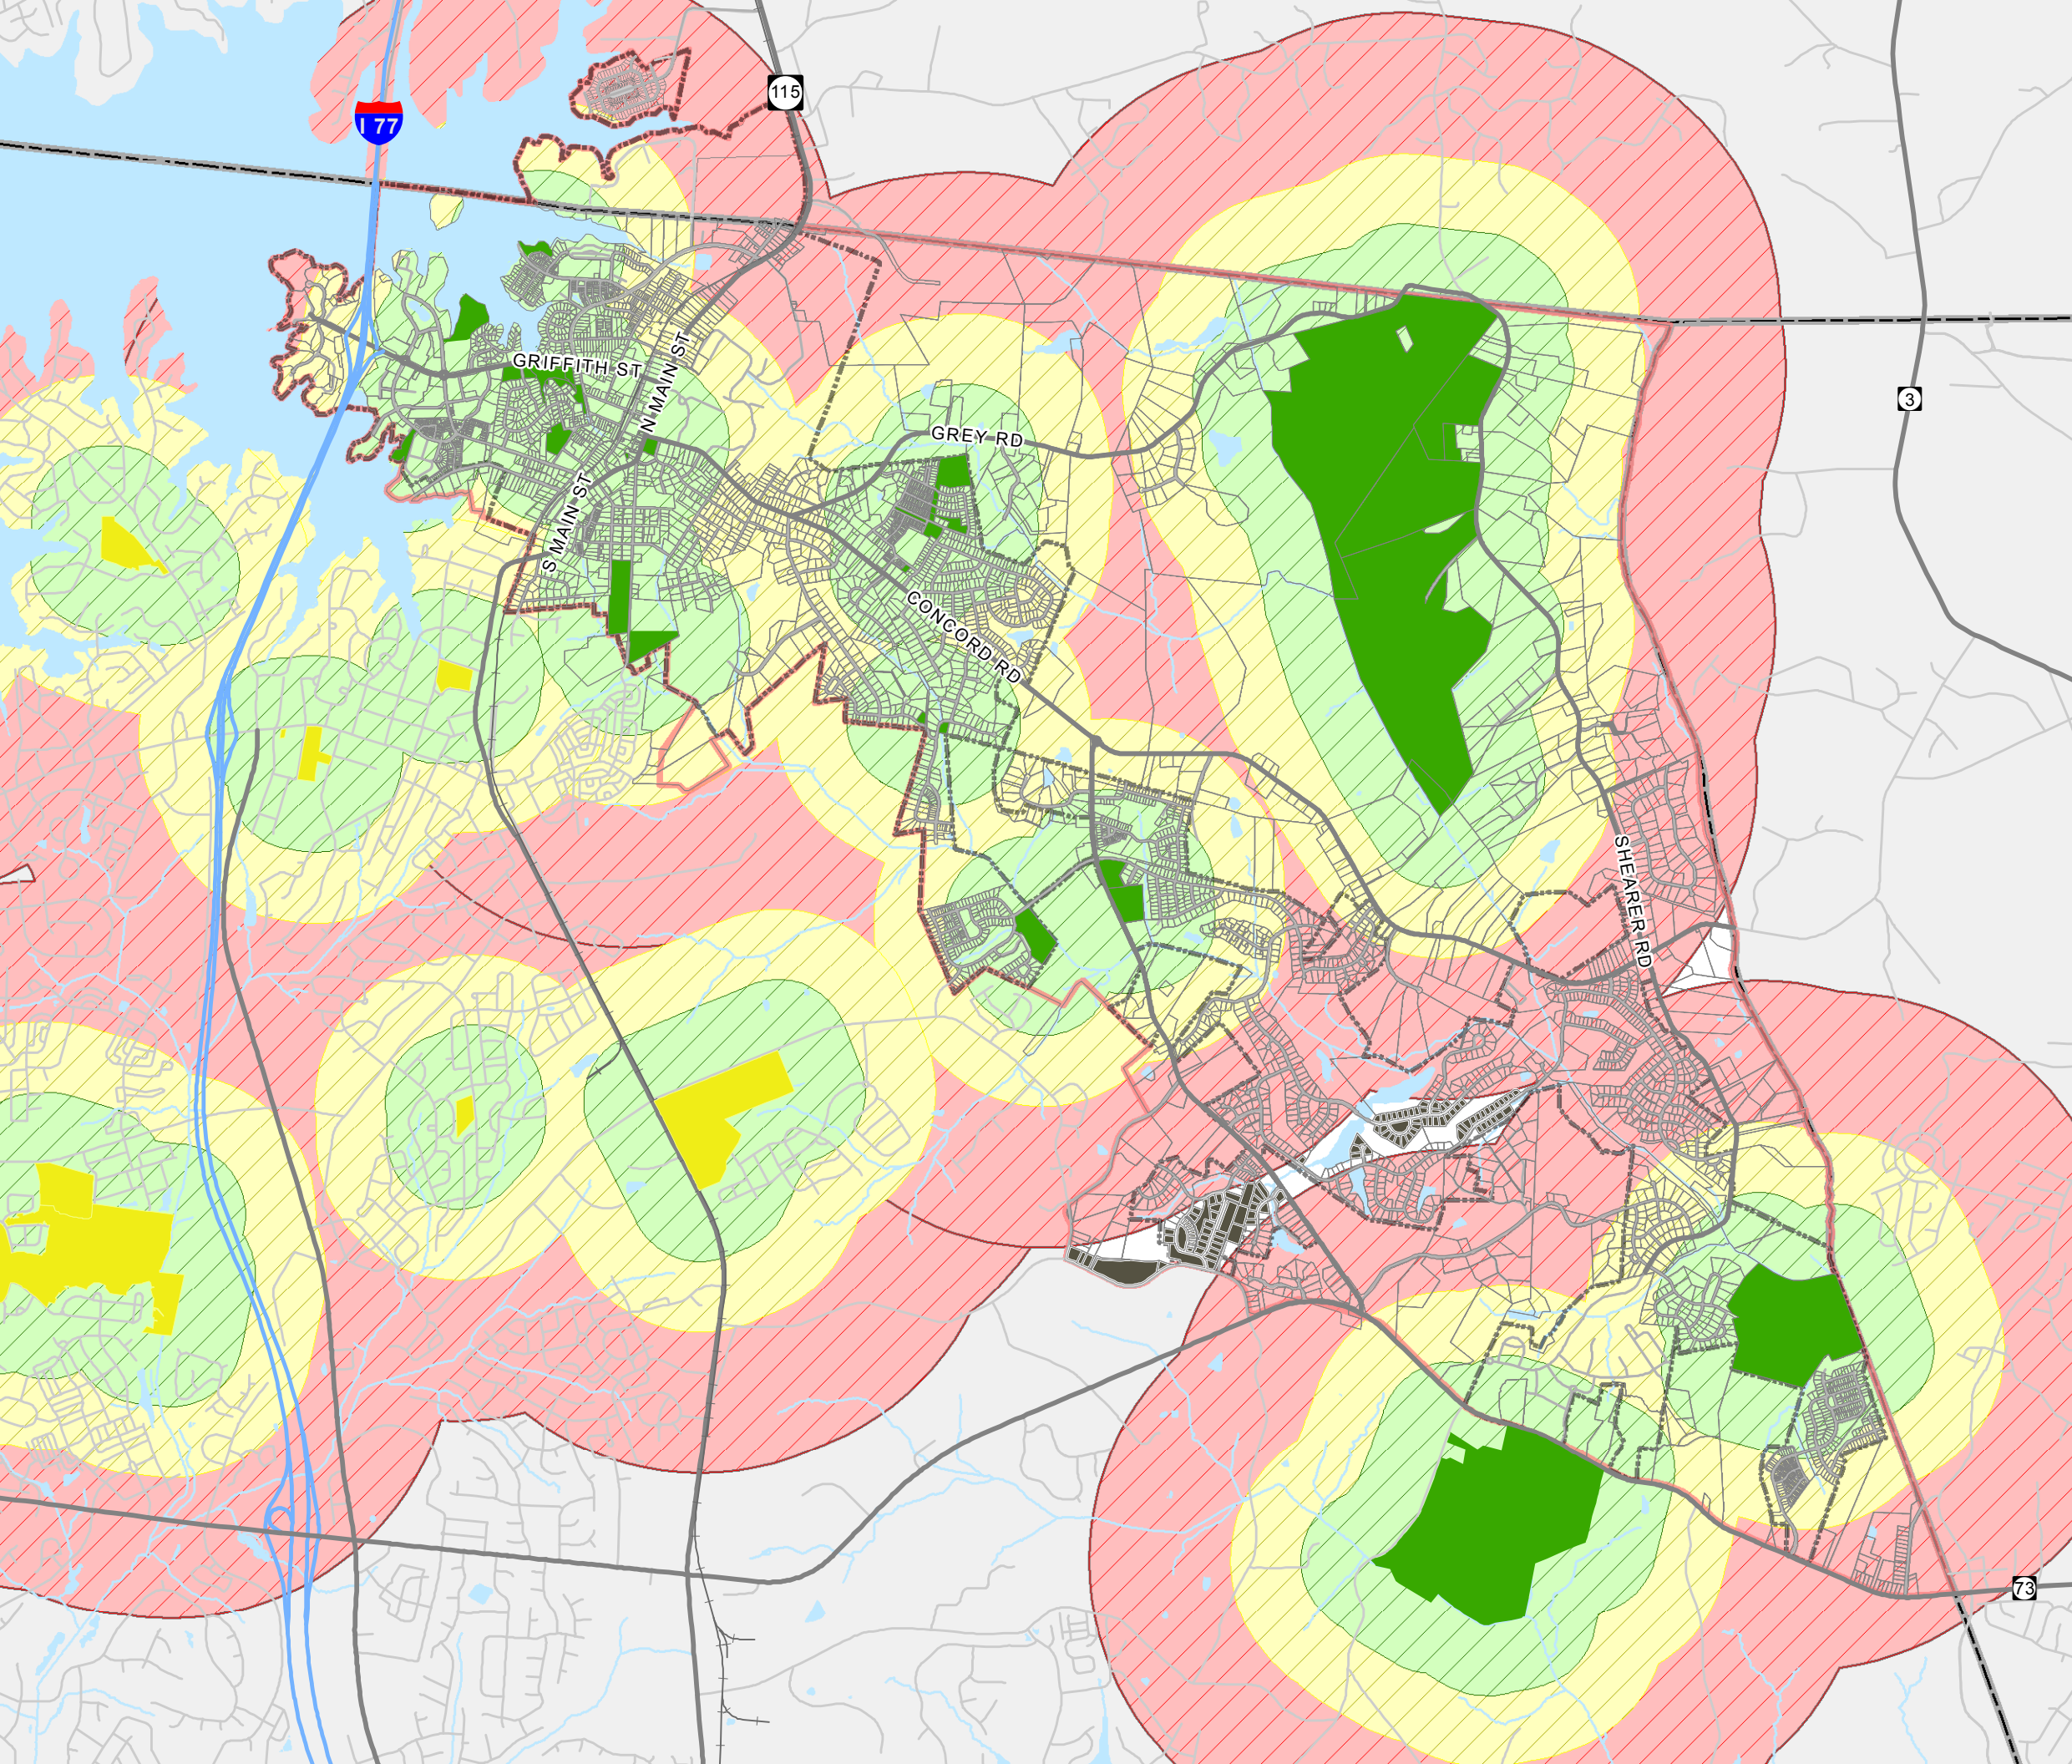 115
I 77
GRIFFITH ST
N MAIN ST
3
GREY RD
S MAIN ST
CONCORD RD
SHEARER RD
73